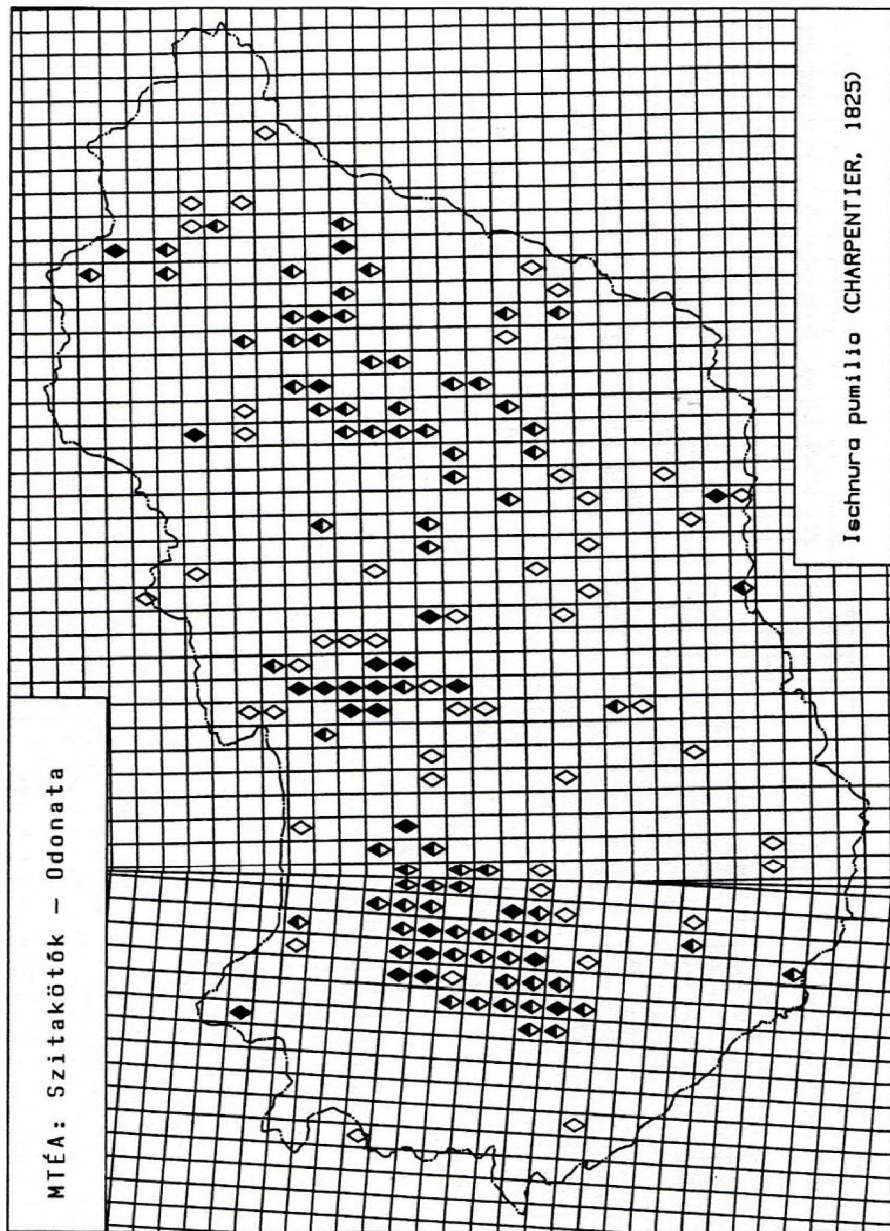 MTÉA: Szitakötők — Odonata
Ischnura pumilio (CHARPENTIER, 1825)